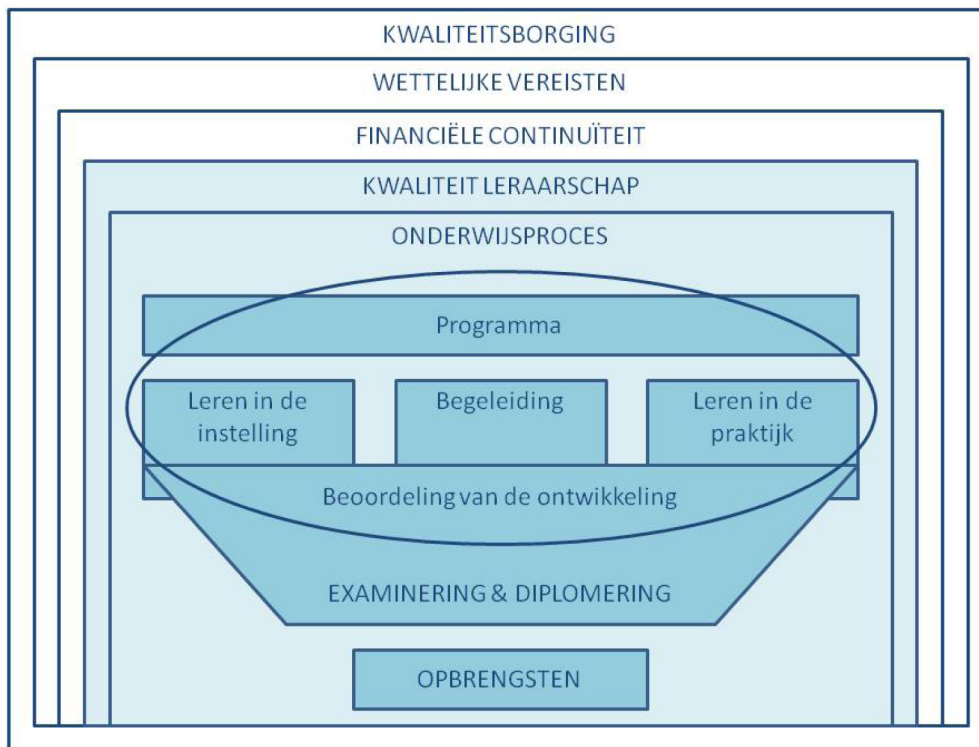 KWALITEITSBORGING
WETTELIJKE VEREISTEN
FINANCIËLE CONTINUÏTEIT
KWALITEIT LERAARSCHAP
ONDERWIJSPROCES
Programma
Leren in de
instelling
Begeleiding
Leren in de
praktijk
Beoordeling van de ontwikkeling
EXAMINERING & DIPLOMERING
OPBRENGSTEN